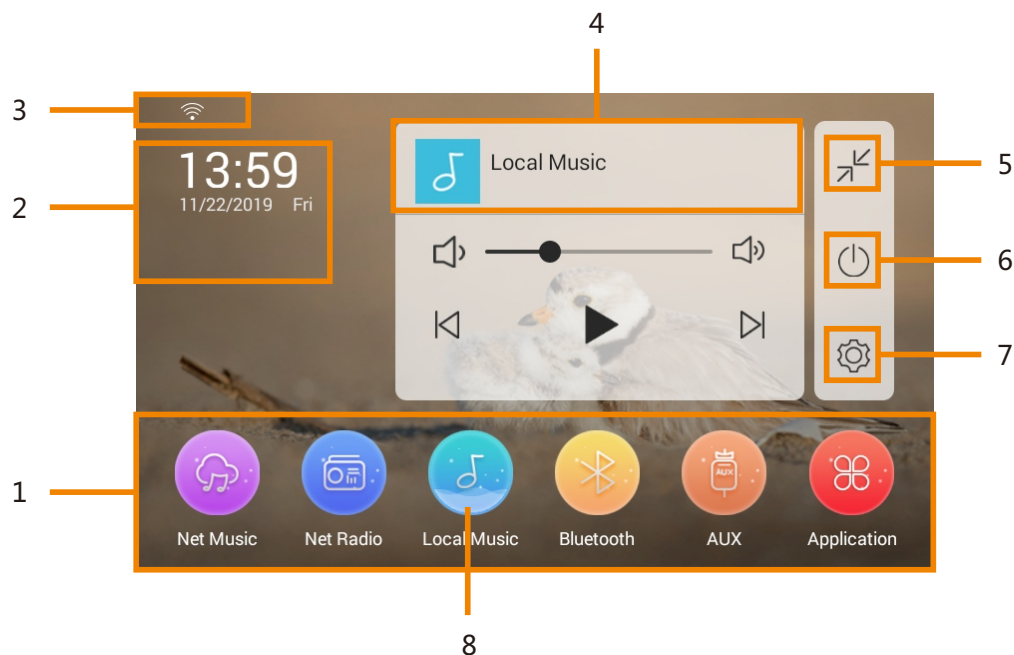 4
3
13:59
11/22/2019 Fri
2
Local Music
5
6
7
1
AUX
Net Music
Net Radio
Local Music
Bluetooth
AUX
Application
8